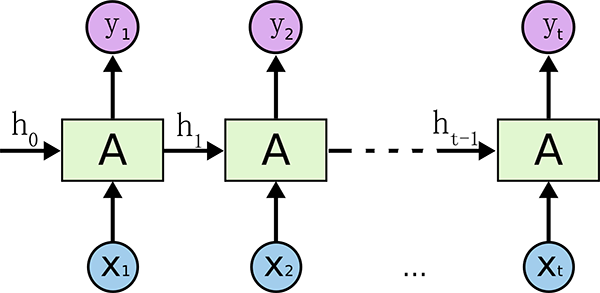 y₁ y₂ yₜ
h₀ h₁ hₜ₋₁
A A A
x₁ x₂ ... xₜ